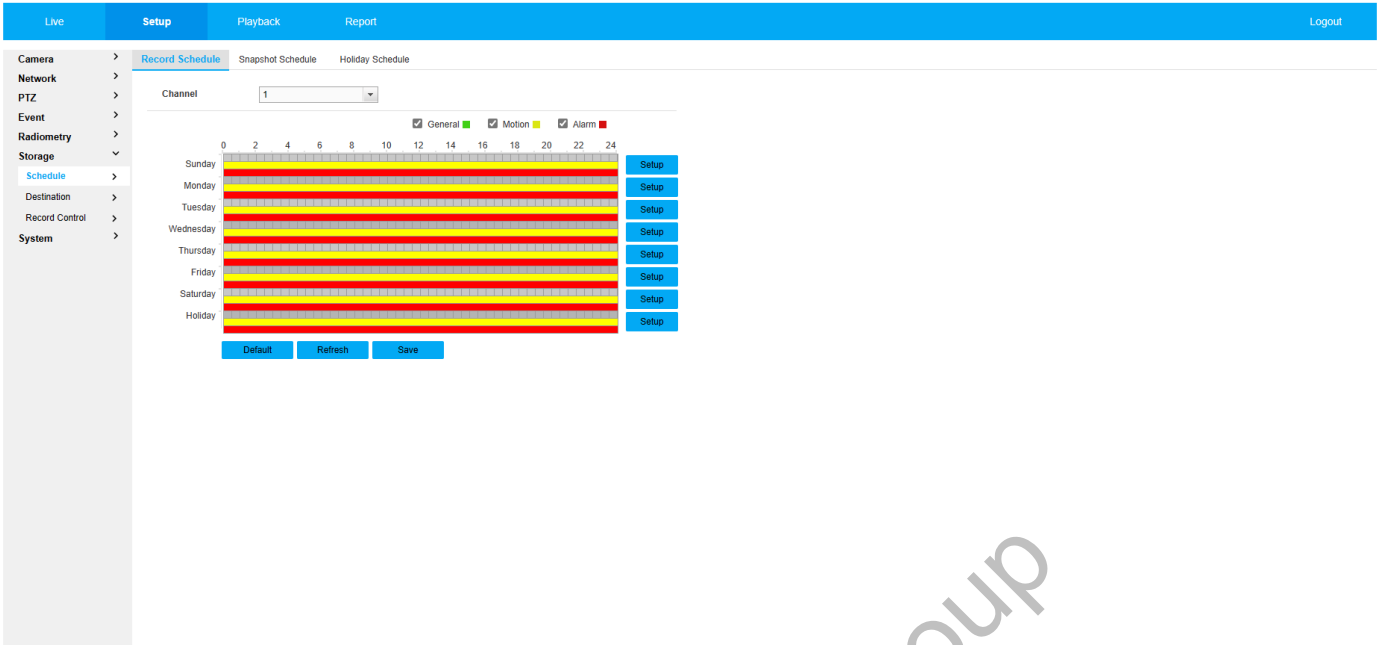 Live Setup Playback Report Logout
Camera
Network
PTZ
Event
Radiometry
Storage
Schedule
Destination
Record Control
System
Record Schedule Snapshot Schedule Holiday Schedule
Channel 1
General Motion Alarm
0 2 4 6 8 10 12 14 16 18 20 22 24
Sunday Setup
Monday Setup
Tuesday Setup
Wednesday Setup
Thursday Setup
Friday Setup
Saturday Setup
Holiday Setup
Default Refresh Save